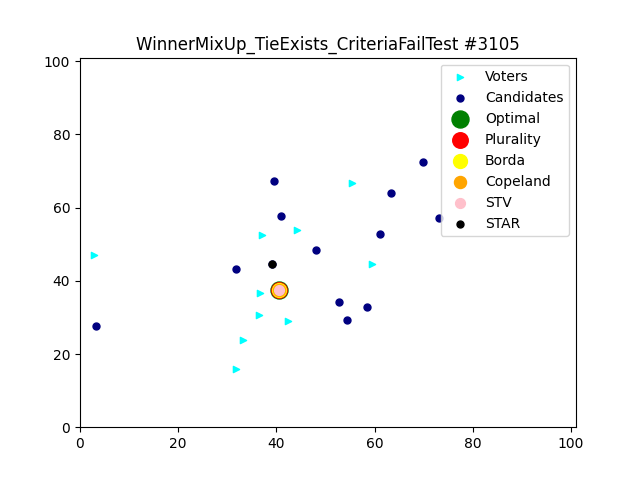 WinnerMixUp_TieExists_CriteriaFailTest #3105
100
80
60
40
20
0
0 20 40 60 80 100
Voters
Candidates
Optimal
Plurality
Borda
Copeland
STV
STAR